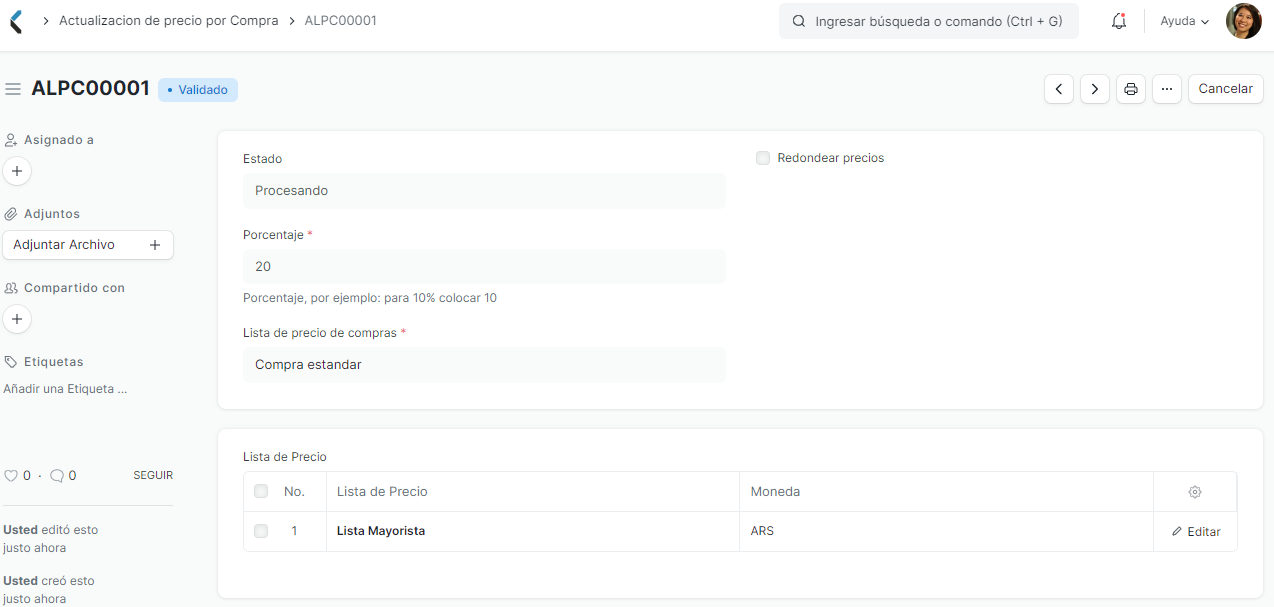 Actualizacion de precio por Compra
ALPC00001
Ingresar búsqueda o comando (Ctrl + G)
Ayuda
ALPC00001
• Validado
Cancelar
Asignado a
Adjuntos
Adjuntar Archivo
Compartido con
Etiquetas
Añadir una Etiqueta ...
0 · 0 SEGUIR
Usted editó esto
justo ahora
Usted creó esto
justo ahora
Estado
Procesando
Porcentaje *
20
Porcentaje, por ejemplo: para 10% colocar 10
Lista de precio de compras *
Compra estandar
Redondear precios
Lista de Precio
No. Lista de Precio Moneda
1 Lista Mayorista ARS Editar